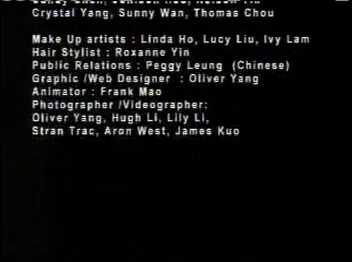 Crystal Yang, Sunny Wan, Thomas Chou
Make Up artists : Linda Ho, Lucy Liu, Ivy Lam
Hair Stylist : Roxanne Yin
Public Relations : Peggy Leung (Chinese)
Graphic /Web Designer : Oliver Yang
Animator : Frank Mao
Photographer /Videographer:
Oliver Yang, Hugh Li, Lily Li,
Stran Trac, Aron West, James Kuo